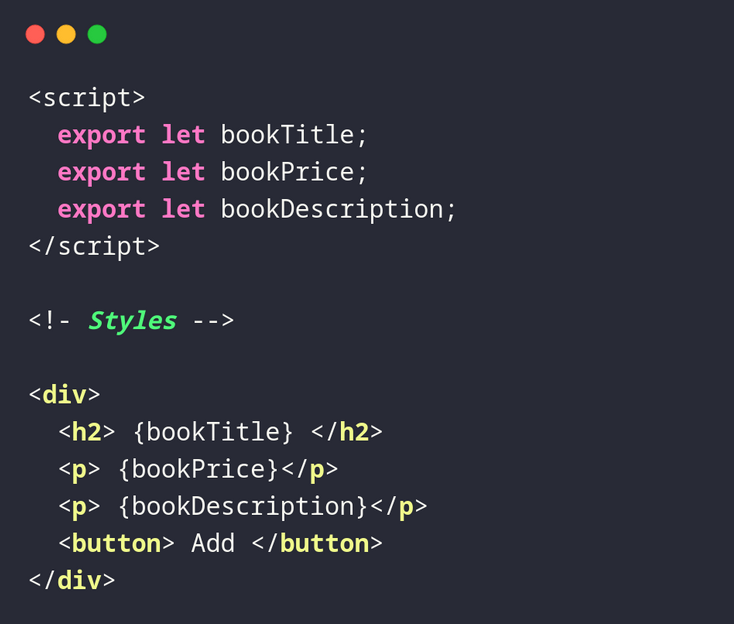 <script>
  export let bookTitle;
  export let bookPrice;
  export let bookDescription;
</script>

<!- Styles -->

<div>
  <h2> {bookTitle} </h2>
  <p> {bookPrice}</p>
  <p> {bookDescription}</p>
  <button> Add </button>
</div>